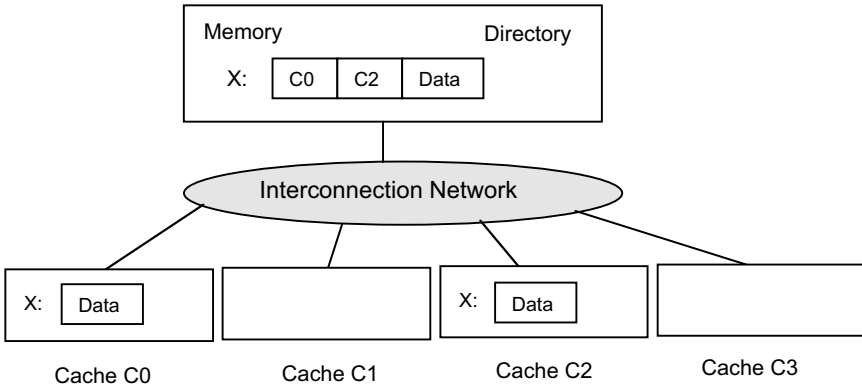 Memory Directory
X: C0 C2 Data
Interconnection Network
X: Data X: Data
Cache C0 Cache C1 Cache C2 Cache C3